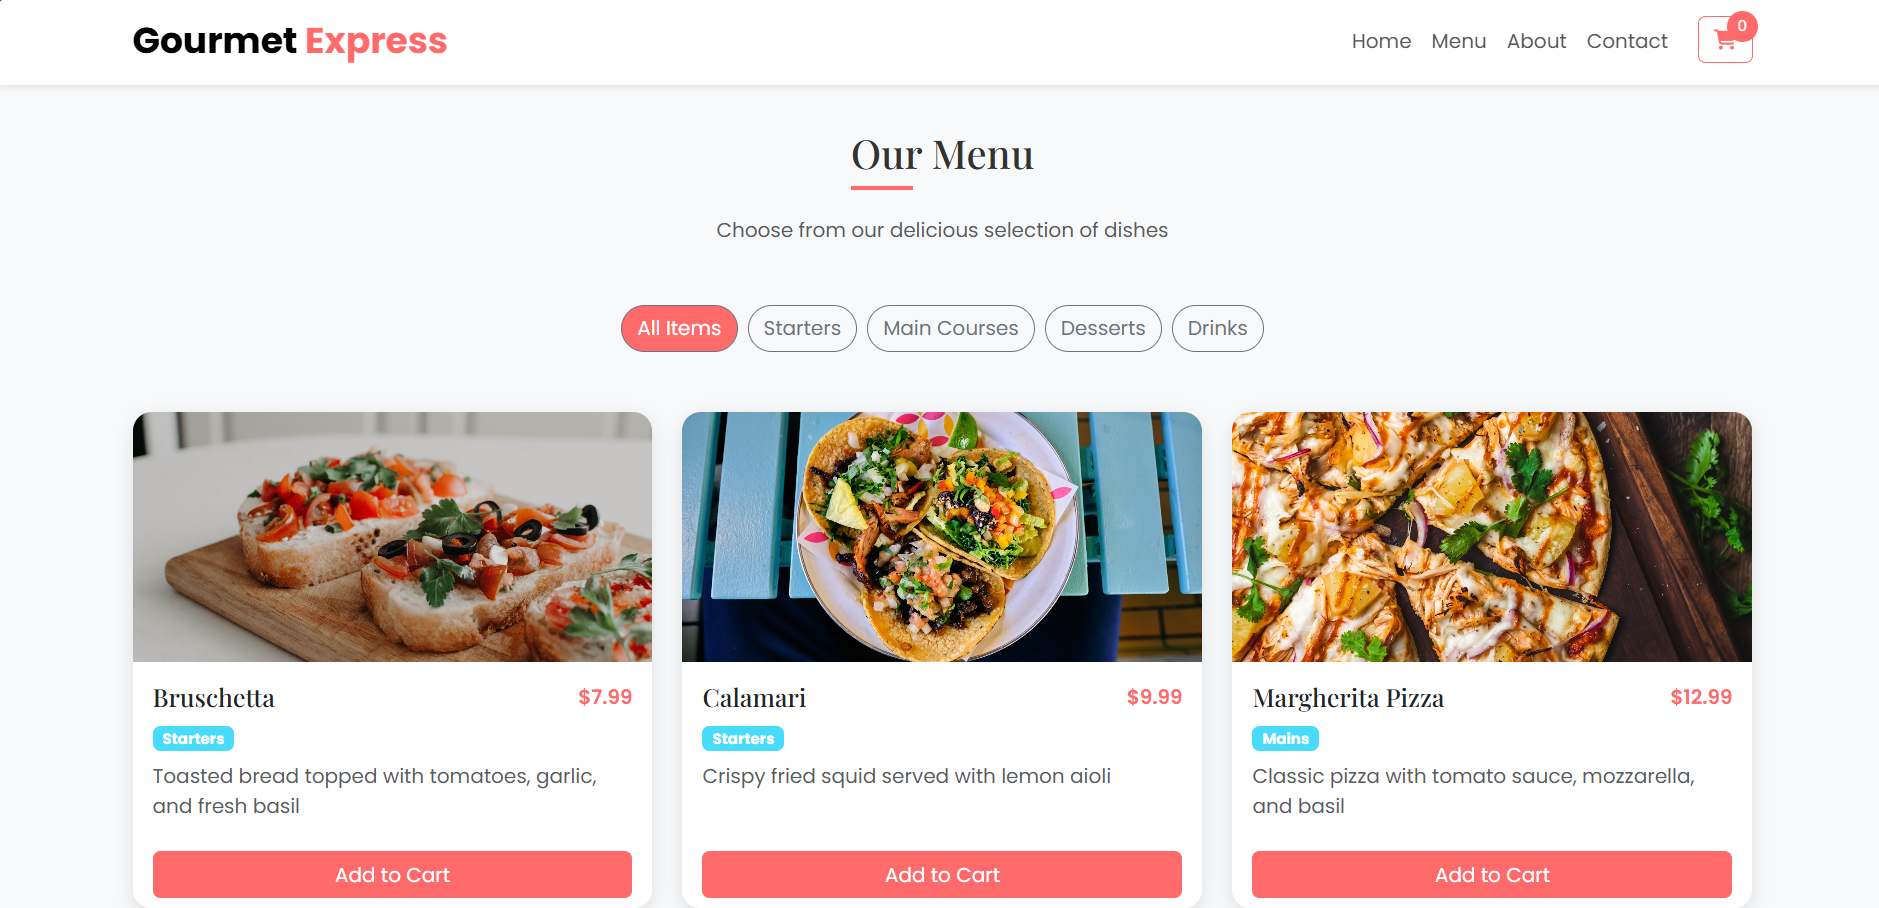 Gourmet Express
Home Menu About Contact 0
Our Menu
Choose from our delicious selection of dishes
All Items Starters Main Courses Desserts Drinks
Bruschetta $7.99
Starters
Toasted bread topped with tomatoes, garlic,
and fresh basil
Add to Cart
Calamari $9.99
Starters
Crispy fried squid served with lemon aioli
Add to Cart
Margherita Pizza $12.99
Mains
Classic pizza with tomato sauce, mozzarella,
and basil
Add to Cart